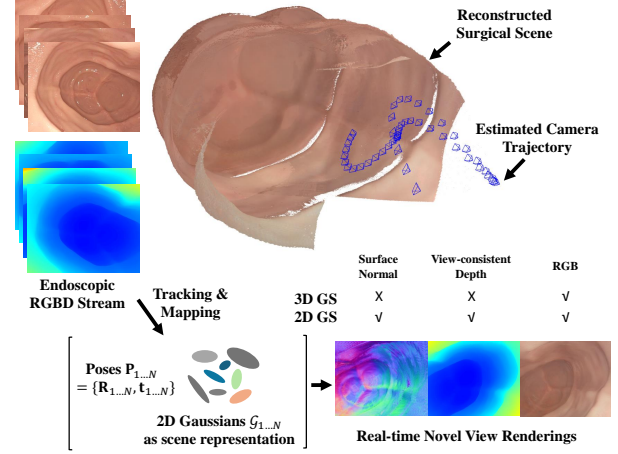 Reconstructed
Surgical Scene
Estimated Camera
Trajectory
Endoscopic
RGBD Stream
Tracking &
Mapping
Surface
Normal
View-consistent
Depth
RGB
3D GS X X √
2D GS √ √ √
Poses P₁…N
= {R₁…N, t₁…N}
2D Gaussians 𝒢₁…N
as scene representation
Real-time Novel View Renderings